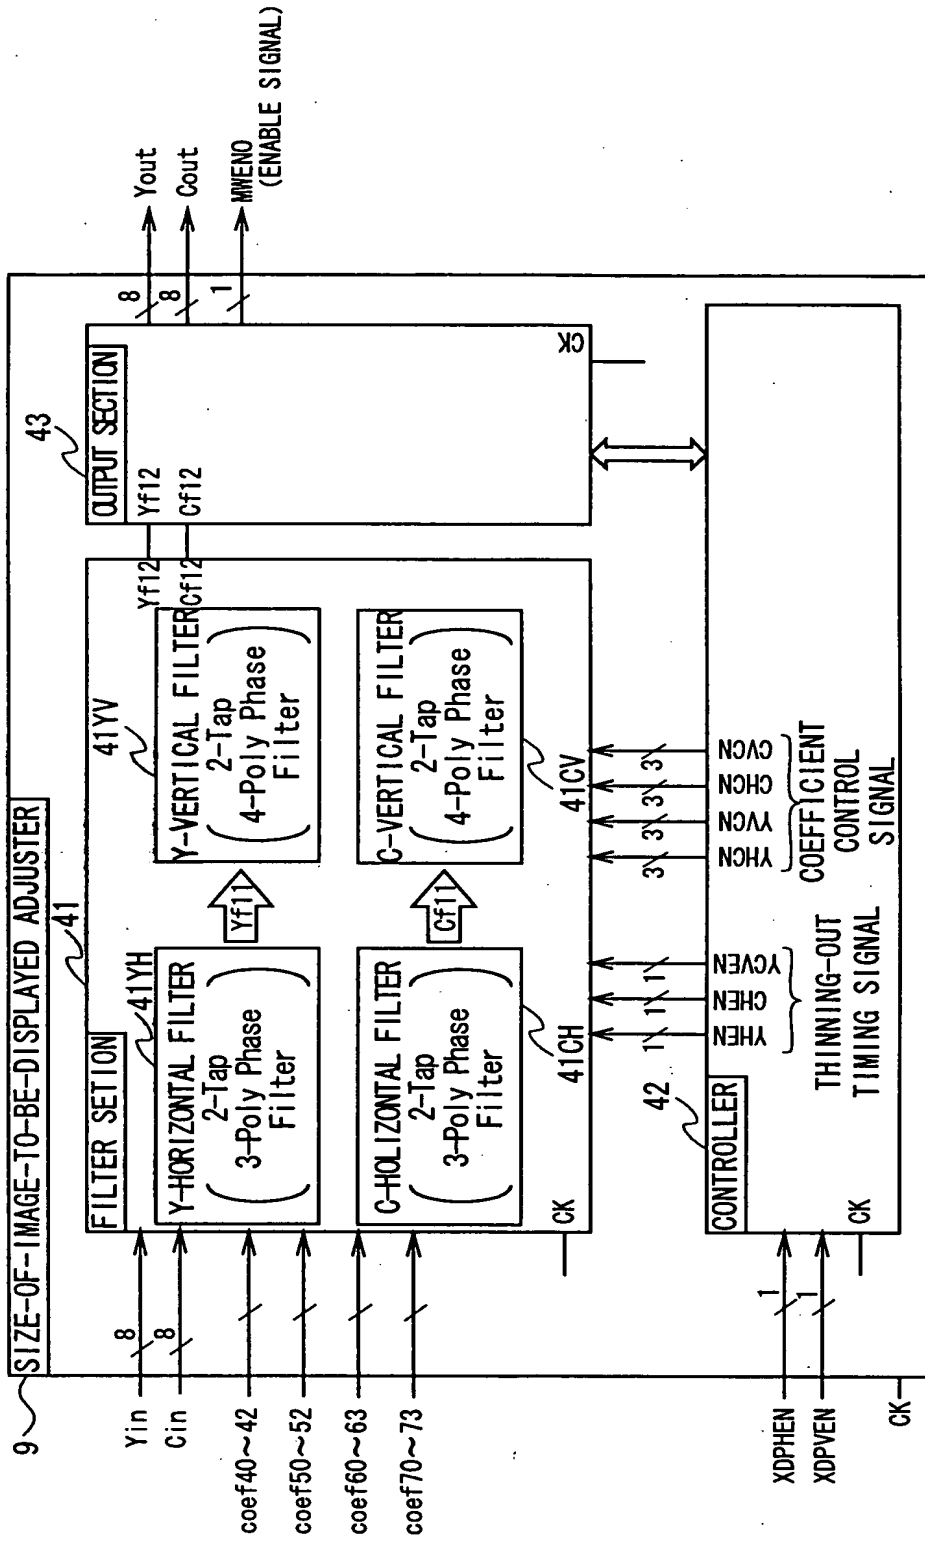 9
SIZE-OF-IMAGE-TO-BE-DISPLAYED ADJUSTER
41
FILTER SETION
41YH
Y-HORIZONTAL FILTER
2-Tap
3-Poly Phase
Filter
Yf11
41YV
Y-VERTICAL FILTER
2-Tap
4-Poly Phase
Filter
Yf12
Cf12
C-HOLIZONTAL FILTER
2-Tap
3-Poly Phase
Filter
41CH
Cf11
C-VERTICAL FILTER
2-Tap
4-Poly Phase
Filter
41CV
CK
43
OUTPUT SECTION
Yf12
Cf12
CK
8
Yout
8
Cout
1
MWENO
(ENABLE SIGNAL)
Yin
8
Cin
8
coef40~42
coef50~52
coef60~63
coef70~73
1
1
1
3
3
3
3
42
CONTROLLER
YHEN
CHEN
YCVEN
THINNING-OUT
TIMING SIGNAL
YHCN
YVCN
CHCN
CVCN
COEFFICIENT
CONTROL
SIGNAL
XDPHEN
1
XDPVEN
1
CK
CK